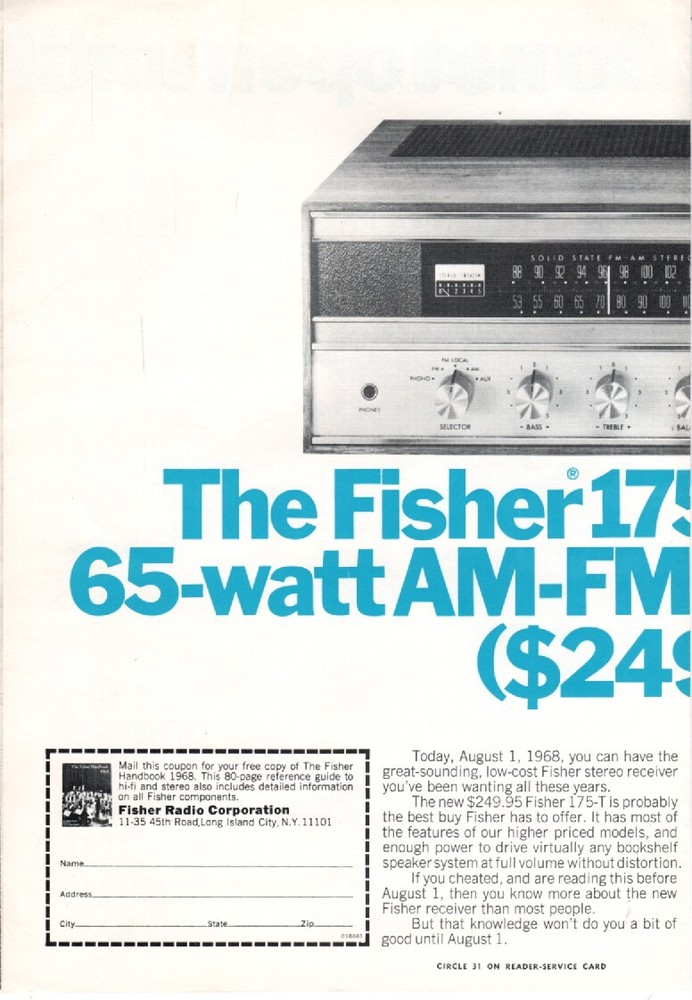 SOLID STATE FM-AM STEREO
88 90 92 94 96 98 100 102
53 55 60 65 70 80 90 100
FM LOCAL
FM AM
PHONO AUX
PHONES
SELECTOR
- BASS +
- TREBLE +
BAL
The Fisher® 175
65-watt AM-FM
($249
Mail this coupon for your free copy of The Fisher
Handbook 1968. This 80-page reference guide to
hi-fi and stereo also includes detailed information
on all Fisher components.
Fisher Radio Corporation
11-35 45th Road, Long Island City, N.Y. 11101
Name
Address
City State Zip
Today, August 1, 1968, you can have the
great-sounding, low-cost Fisher stereo receiver
you've been wanting all these years.
The new $249.95 Fisher 175-T is probably
the best buy Fisher has to offer. It has most of
the features of our higher priced models, and
enough power to drive virtually any bookshelf
speaker system at full volume without distortion.
If you cheated, and are reading this before
August 1, then you know more about the new
Fisher receiver than most people.
But that knowledge won't do you a bit of
good until August 1.
CIRCLE 31 ON READER-SERVICE CARD